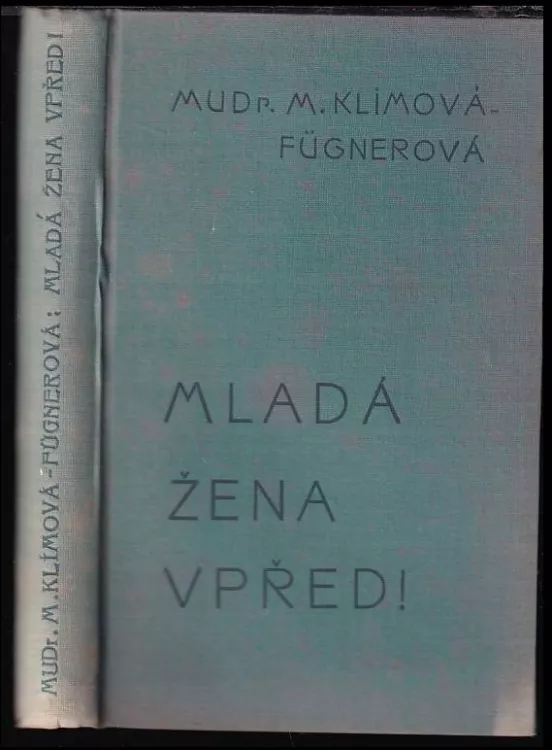 MUDr. M. KLÍMOVÁ-FÜGNEROVÁ: MLADÁ ŽENA VPŘED!
MUDr. M. KLÍMOVÁ-
FÜGNEROVÁ
MLADÁ
ŽENA
VPŘED!